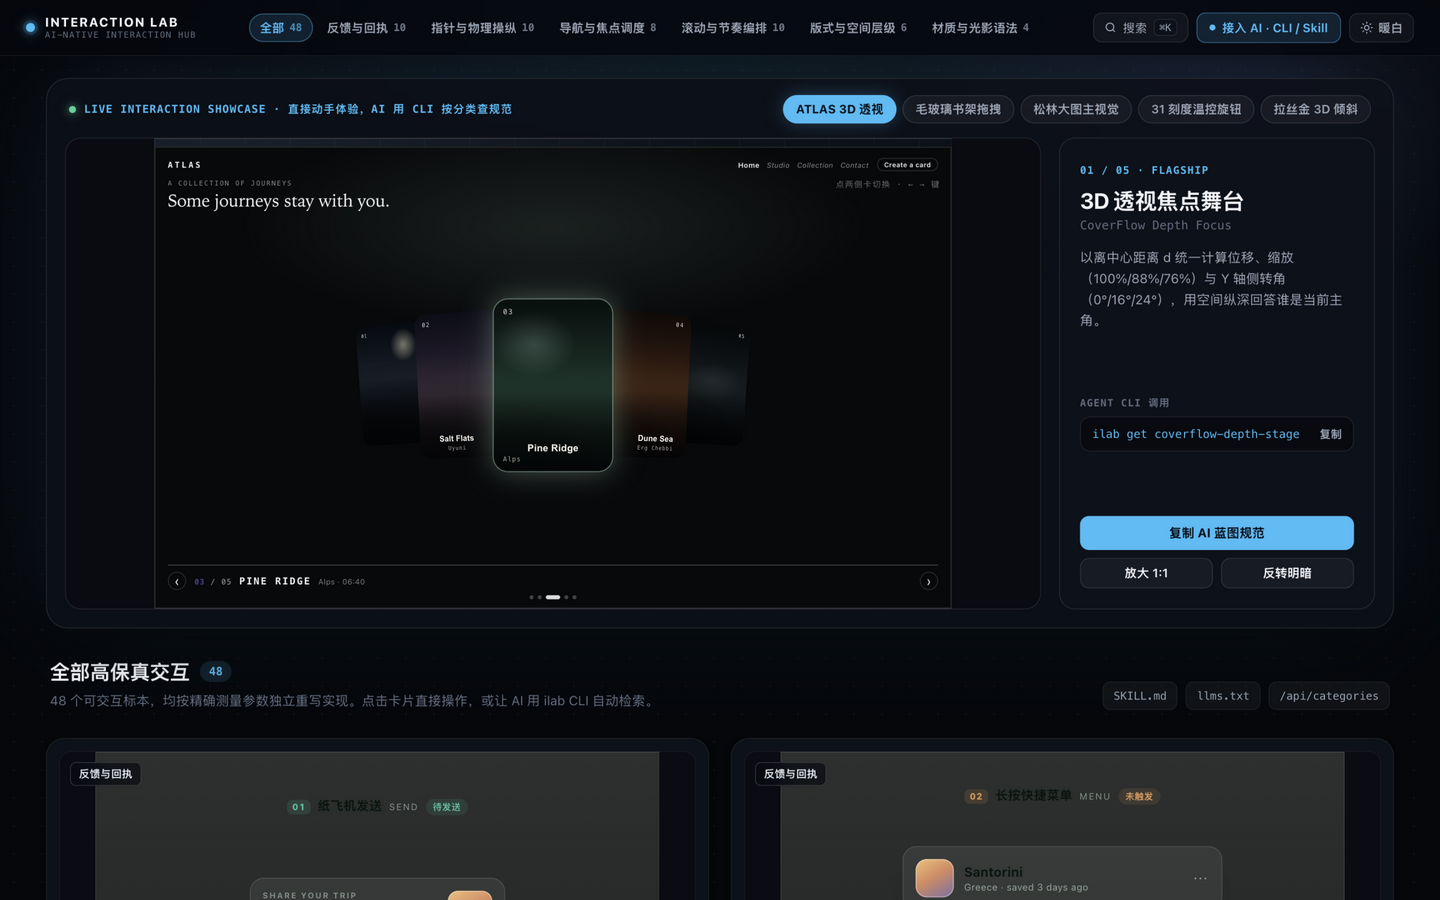 INTERACTION LAB
AI-NATIVE INTERACTION HUB
全部 48
反馈与回执 10
指针与物理操纵 10
导航与焦点调度 8
滚动与节奏编排 10
版式与空间层级 6
材质与光影语法 4
搜索 ⌘K
接入 AI · CLI / Skill
暖白
LIVE INTERACTION SHOWCASE · 直接动手体验，AI 用 CLI 按分类查规范
ATLAS 3D 透视
毛玻璃书架拖拽
松林大图主视觉
31 刻度温控旋钮
拉丝金 3D 倾斜
ATLAS
Home Studio Collection Contact Create a card
A COLLECTION OF JOURNEYS
点两侧卡切换 · ← → 键
Some journeys stay with you.
01
02
03
04
05
Salt Flats
Uyuni
Pine Ridge
Alps
Dune Sea
Erg Chebbi
‹ 03 / 05 PINE RIDGE Alps · 06:40 ›
01 / 05 · FLAGSHIP
3D 透视焦点舞台
CoverFlow Depth Focus
以离中心距离 d 统一计算位移、缩放
（100%/88%/76%）与 Y 轴侧转角
（0°/16°/24°），用空间纵深回答谁是当前主
角。
AGENT CLI 调用
ilab get coverflow-depth-stage 复制
复制 AI 蓝图规范
放大 1:1
反转明暗
全部高保真交互 48
48 个可交互标本，均按精确测量参数独立重写实现。点击卡片直接操作，或让 AI 用 ilab CLI 自动检索。
SKILL.md
llms.txt
/api/categories
反馈与回执
01 纸飞机发送 SEND 待发送
SHARE YOUR TRIP
反馈与回执
02 长按快捷菜单 MENU 未触发
Santorini
Greece · saved 3 days ago